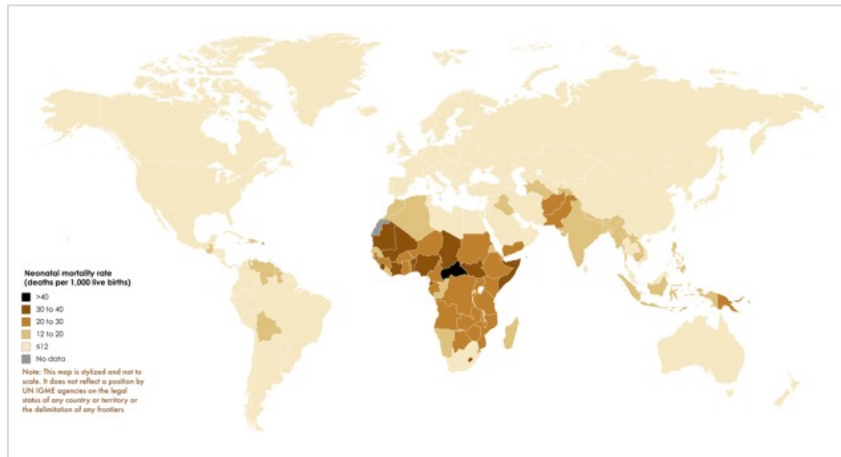 Neonatal mortality rate
(deaths per 1,000 live births)
>40
30 to 40
20 to 30
12 to 20
≤12
No data
Note: This map is stylized and not to
scale. It does not reflect a position by
UN IGME agencies on the legal
status of any country or territory or
the delimitation of any frontiers